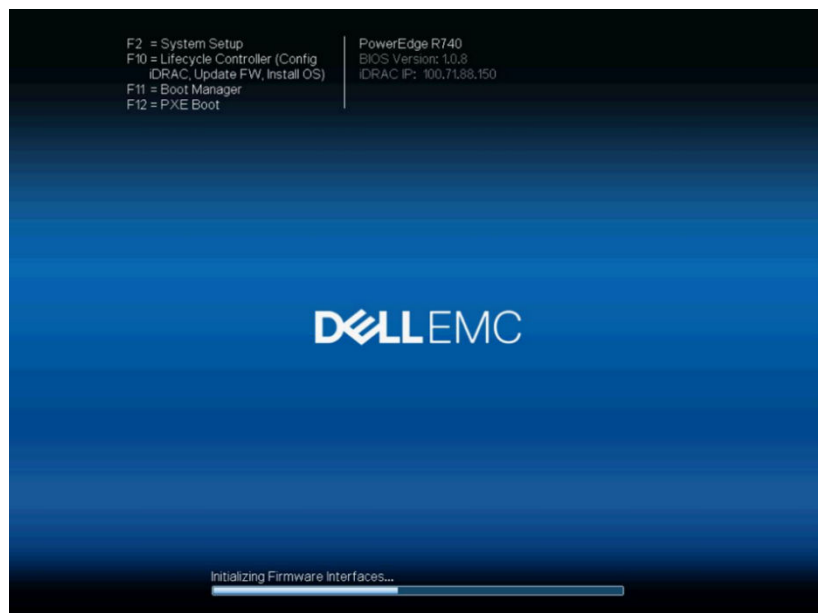 F2 = System Setup
F10 = Lifecycle Controller (Config
iDRAC, Update FW, Install OS)
F11 = Boot Manager
F12 = PXE Boot
PowerEdge R740
BIOS Version: 1.0.8
iDRAC IP: 100.71.88.150
DELLEMC
Initializing Firmware Interfaces...